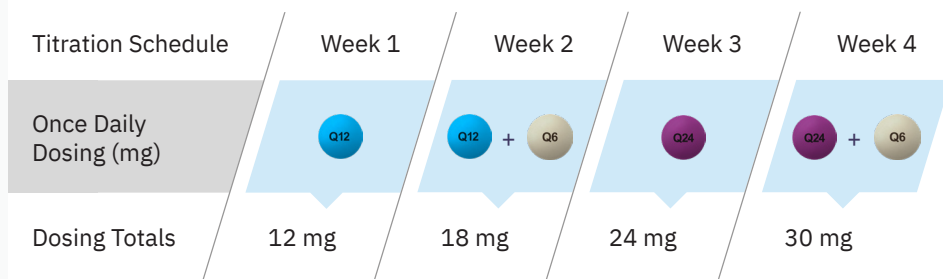 Titration Schedule Week 1 Week 2 Week 3 Week 4
Once Daily
Dosing (mg)
Q12 Q12 + Q6 Q24 Q24 + Q6
Dosing Totals 12 mg 18 mg 24 mg 30 mg